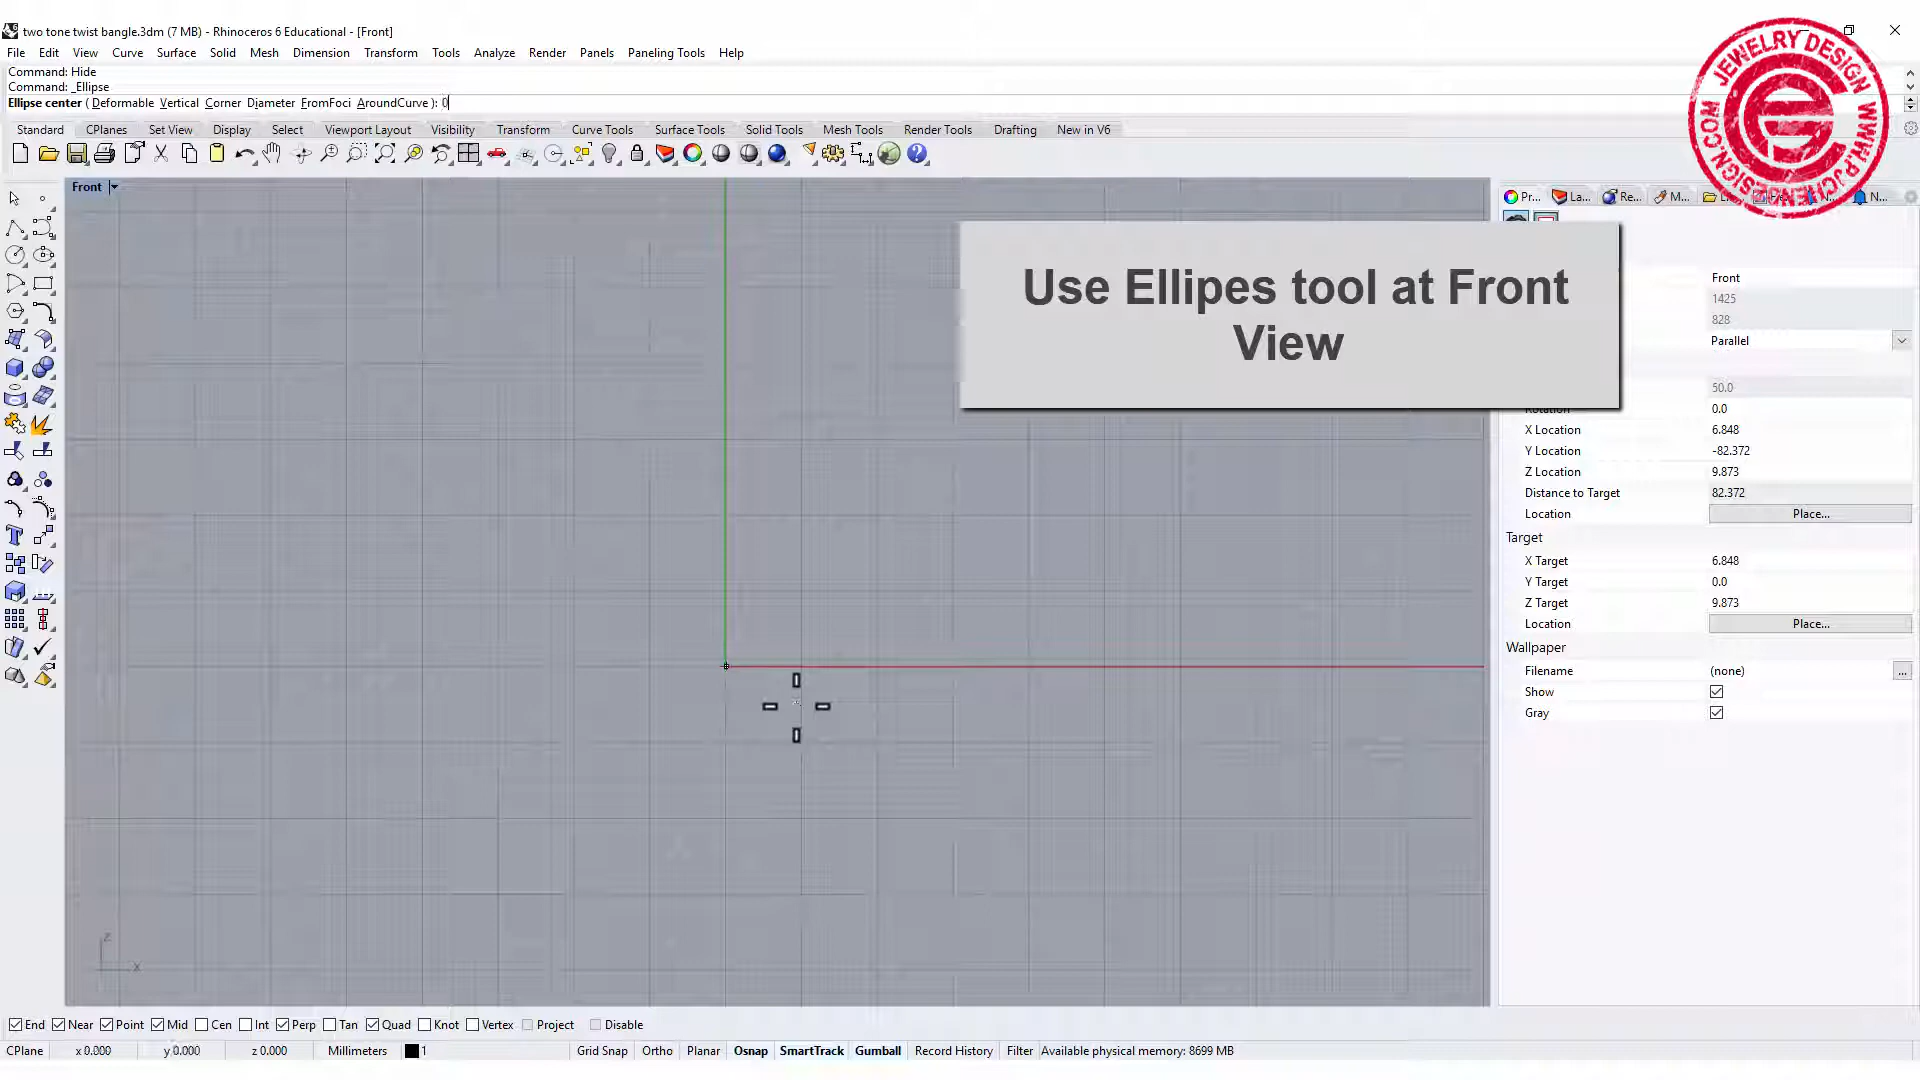 two tone twist bangle.3dm (7 MB) - Rhinoceros 6 Educational - [Front]
File Edit View Curve Surface Solid Mesh Dimension Transform Tools Analyze Render Panels Paneling Tools Help
Command: Hide
Command: _Ellipse
Ellipse center ( Deformable Vertical Corner Diameter FromFoci AroundCurve ): 0
Standard CPlanes Set View Display Select Viewport Layout Visibility Transform Curve Tools Surface Tools Solid Tools Mesh Tools Render Tools Drafting New in V6
JEWELRY DESIGN WWW.PJCHENDESIGN.COM
Front
Pr... La... Re... M... N...
Use Ellipes tool at Front
View
Front
1425
828
Parallel
50.0
Rotation 0.0
X Location 6.848
Y Location -82.372
Z Location 9.873
Distance to Target 82.372
Location Place...
Target
X Target 6.848
Y Target 0.0
Z Target 9.873
Location Place...
Wallpaper
Filename (none) ...
Show
Gray
z
x
End Near Point Mid Cen Int Perp Tan Quad Knot Vertex Project Disable
CPlane x 0.000 y 0.000 z 0.000 Millimeters 1 Grid Snap Ortho Planar Osnap SmartTrack Gumball Record History Filter Available physical memory: 8699 MB